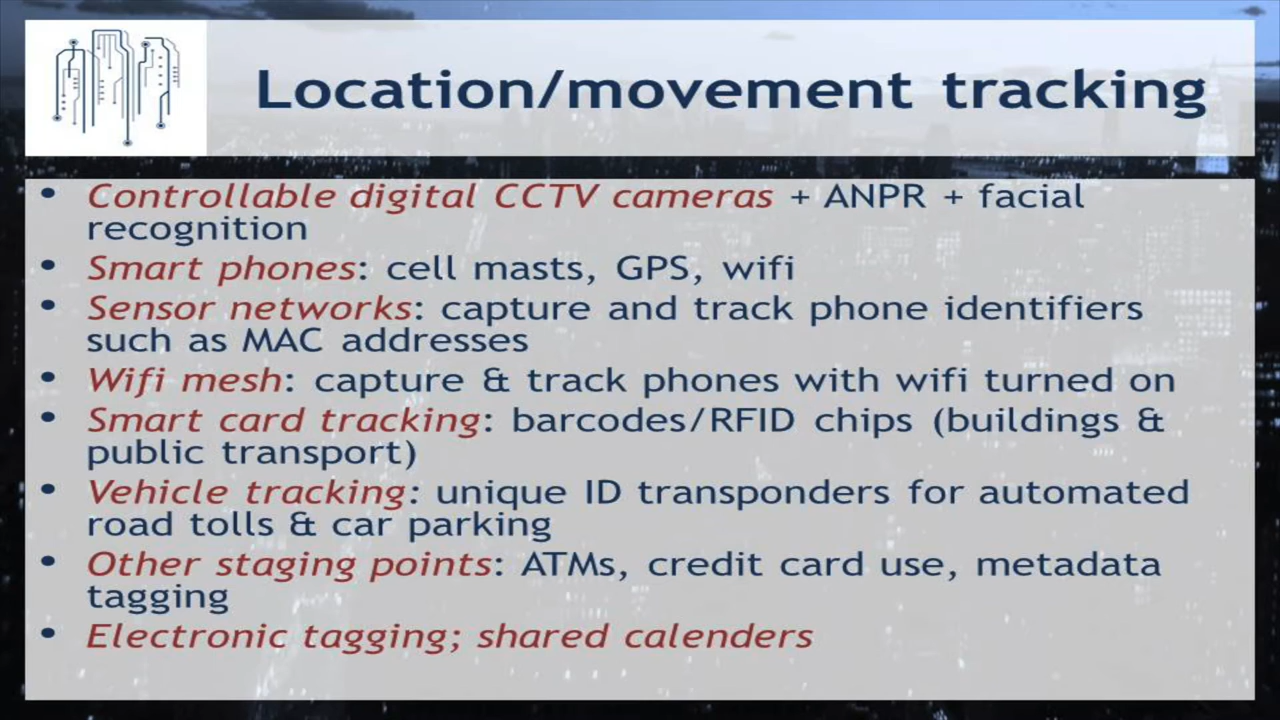 Location/movement tracking
• Controllable digital CCTV cameras + ANPR + facial
recognition
• Smart phones: cell masts, GPS, wifi
• Sensor networks: capture and track phone identifiers
such as MAC addresses
• Wifi mesh: capture & track phones with wifi turned on
• Smart card tracking: barcodes/RFID chips (buildings &
public transport)
• Vehicle tracking: unique ID transponders for automated
road tolls & car parking
• Other staging points: ATMs, credit card use, metadata
tagging
• Electronic tagging; shared calenders